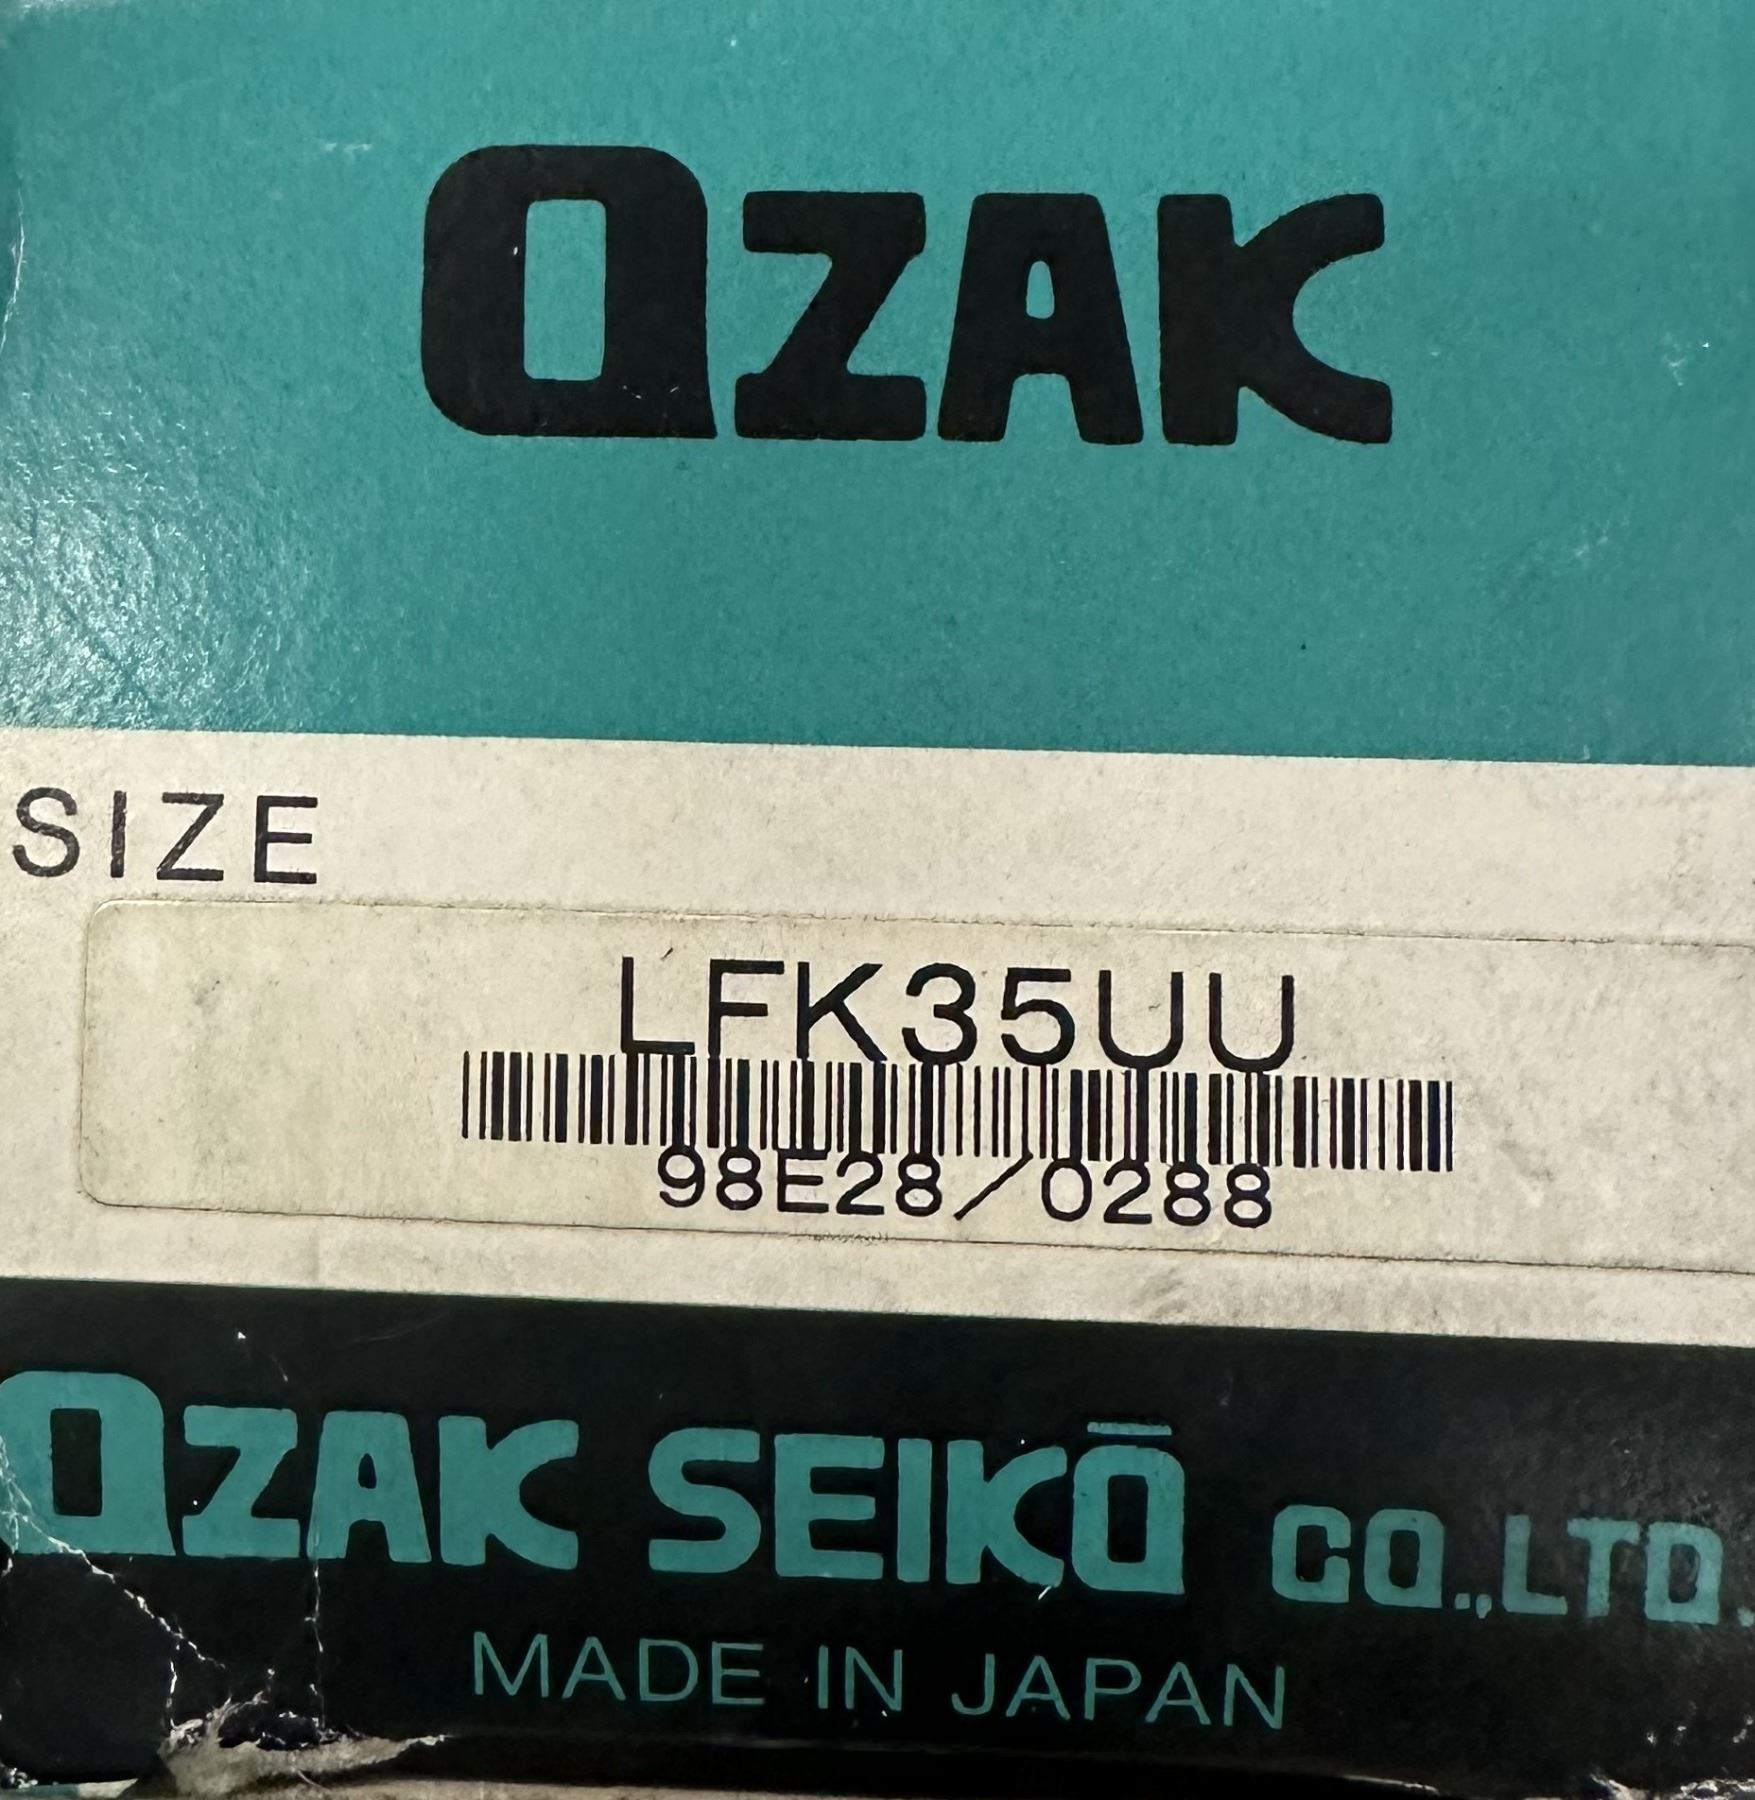 OZAK
SIZE
LFK35UU
98E28/0288
OZAK SEIKŌ CO.,LTD.
MADE IN JAPAN